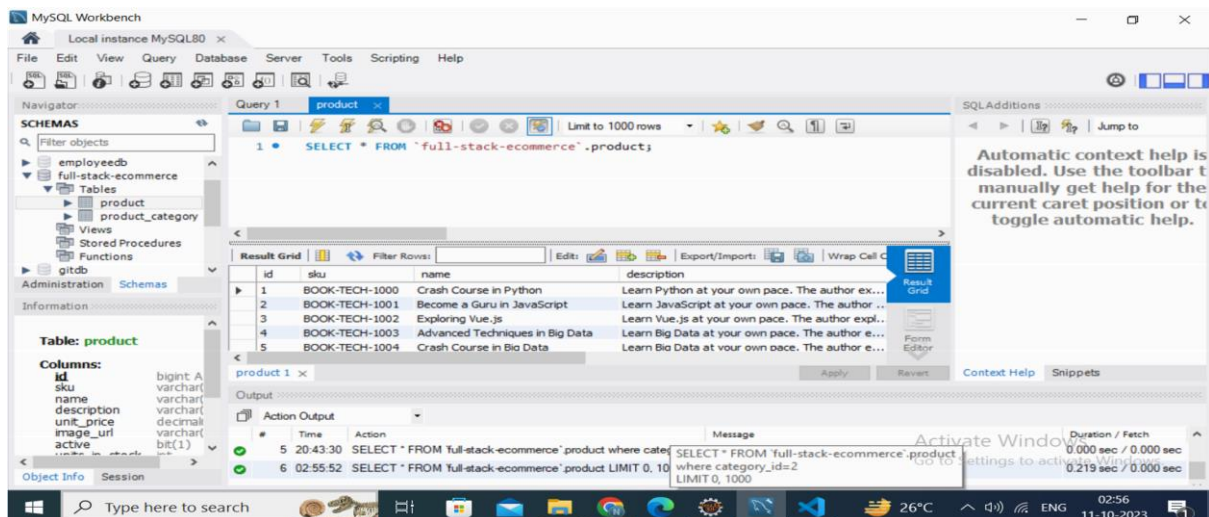 MySQL Workbench
Local instance MySQL80
File Edit View Query Database Server Tools Scripting Help
Navigator
SCHEMAS
Filter objects
employeedb
full-stack-ecommerce
Tables
product
product_category
Views
Stored Procedures
Functions
gitdb
Administration Schemas
Information
Table: product
Columns:
id bigint A
sku varchar(
name varchar(
description varchar(
unit_price decimal(
image_url varchar(
active bit(1)
units_in_stock int
Object Info Session
Query 1 product
Limit to 1000 rows
1 SELECT * FROM `full-stack-ecommerce`.product;
Result Grid Filter Rows: Edit: Export/Import: Wrap Cell C
id sku name description
1 BOOK-TECH-1000 Crash Course in Python Learn Python at your own pace. The author ex...
2 BOOK-TECH-1001 Become a Guru in JavaScript Learn JavaScript at your own pace. The author ...
3 BOOK-TECH-1002 Exploring Vue.js Learn Vue.js at your own pace. The author expl...
4 BOOK-TECH-1003 Advanced Techniques in Big Data Learn Big Data at your own pace. The author e...
5 BOOK-TECH-1004 Crash Course in Big Data Learn Big Data at your own pace. The author e...
Result Grid
Form Editor
product 1 Apply Revert
SQLAdditions
Jump to
Automatic context help is
disabled. Use the toolbar t
manually get help for the
current caret position or to
toggle automatic help.
Context Help Snippets
Output
Action Output
# Time Action Message Duration / Fetch
5 20:43:30 SELECT * FROM `full-stack-ecommerce`.product where categ 0.000 sec / 0.000 sec
6 02:55:52 SELECT * FROM `full-stack-ecommerce`.product LIMIT 0, 10 0.219 sec / 0.000 sec
SELECT * FROM `full-stack-ecommerce`.product
where category_id=2
LIMIT 0, 1000
Activate Windows
Go to Settings to activate Windows.
Type here to search
26°C
ENG
02:56
11-10-2023